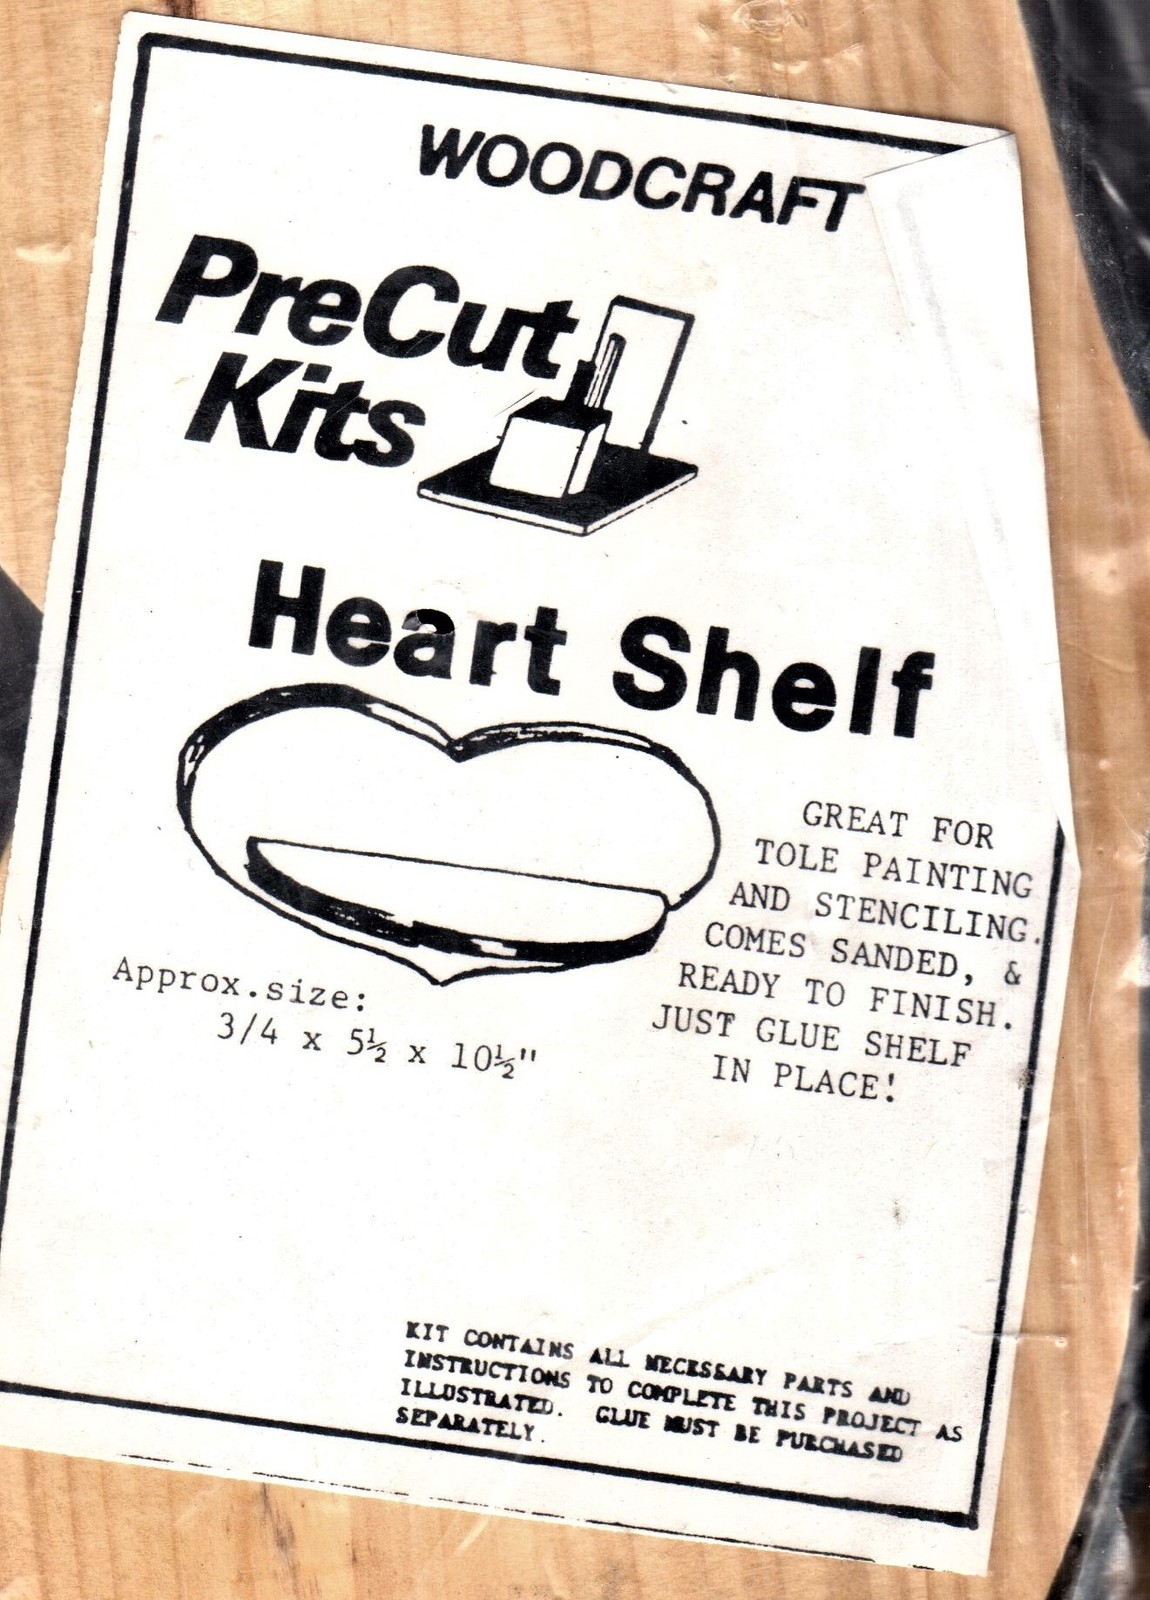 WOODCRAFT
PreCut
Kits
Heart Shelf
GREAT FOR
TOLE PAINTING
AND STENCILING.
COMES SANDED, &
READY TO FINISH.
JUST GLUE SHELF
IN PLACE!
Approx.size:
3/4 x 5½ x 10½"
KIT CONTAINS ALL NECESSARY PARTS AND
INSTRUCTIONS TO COMPLETE THIS PROJECT AS
ILLUSTRATED. GLUE MUST BE PURCHASED
SEPARATELY.